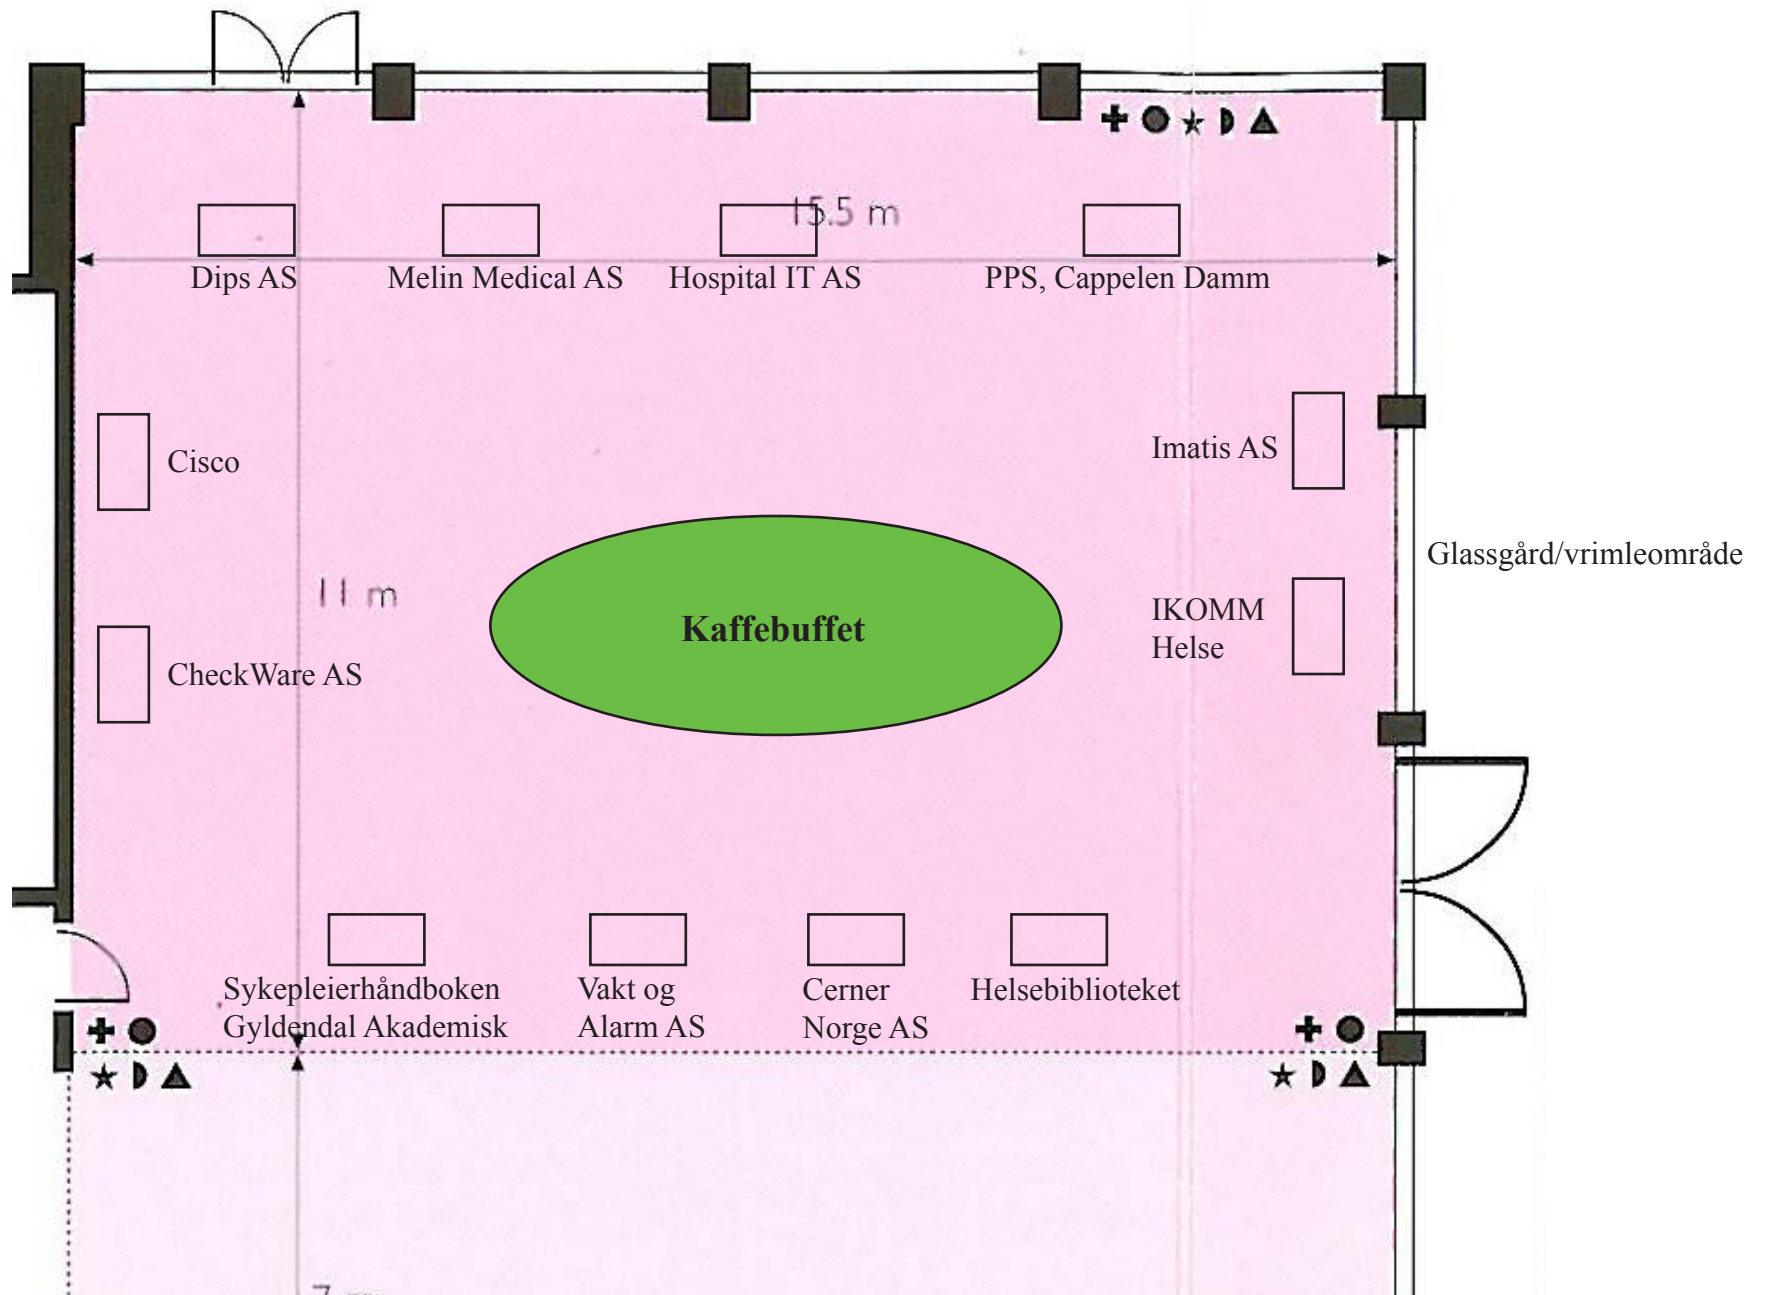 15.5 m
Dips AS
Melin Medical AS
Hospital IT AS
PPS, Cappelen Damm
Cisco
Imatis AS
Glassgård/vrimleområde
11 m
Kaffebuffet
IKOMM
Helse
CheckWare AS
Sykepleierhåndboken
Gyldendal Akademisk
Vakt og
Alarm AS
Cerner
Norge AS
Helsebiblioteket